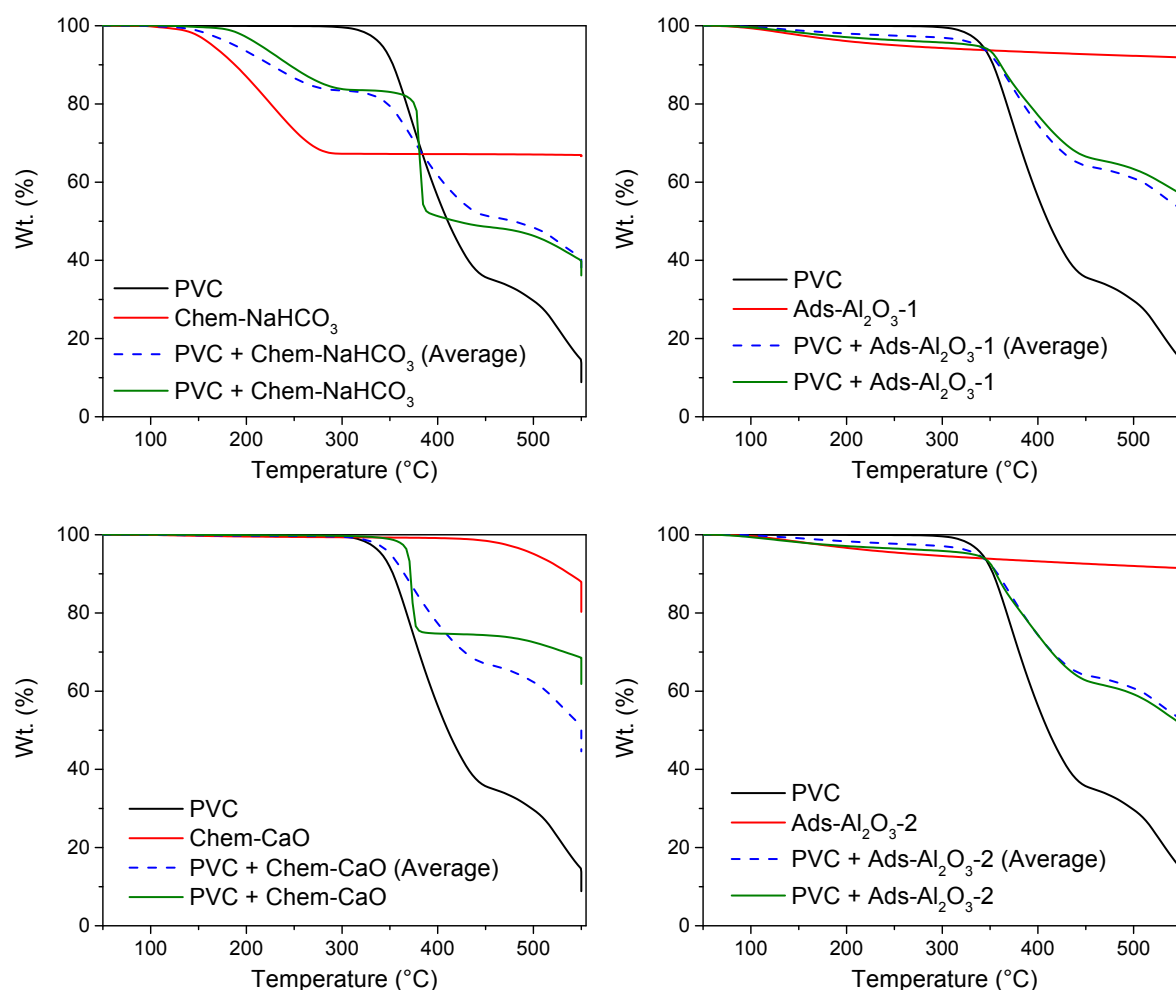 100
80
60
40
20
0
Wt. (%)
PVC
Chem-NaHCO₃
PVC + Chem-NaHCO₃ (Average)
PVC + Chem-NaHCO₃
100 200 300 400 500
Temperature (°C)
100
80
60
40
20
0
Wt. (%)
PVC
Ads-Al₂O₃-1
PVC + Ads-Al₂O₃-1 (Average)
PVC + Ads-Al₂O₃-1
100 200 300 400 500
Temperature (°C)
100
80
60
40
20
0
Wt. (%)
PVC
Chem-CaO
PVC + Chem-CaO (Average)
PVC + Chem-CaO
100 200 300 400 500
Temperature (°C)
100
80
60
40
20
0
Wt. (%)
PVC
Ads-Al₂O₃-2
PVC + Ads-Al₂O₃-2 (Average)
PVC + Ads-Al₂O₃-2
100 200 300 400 500
Temperature (°C)